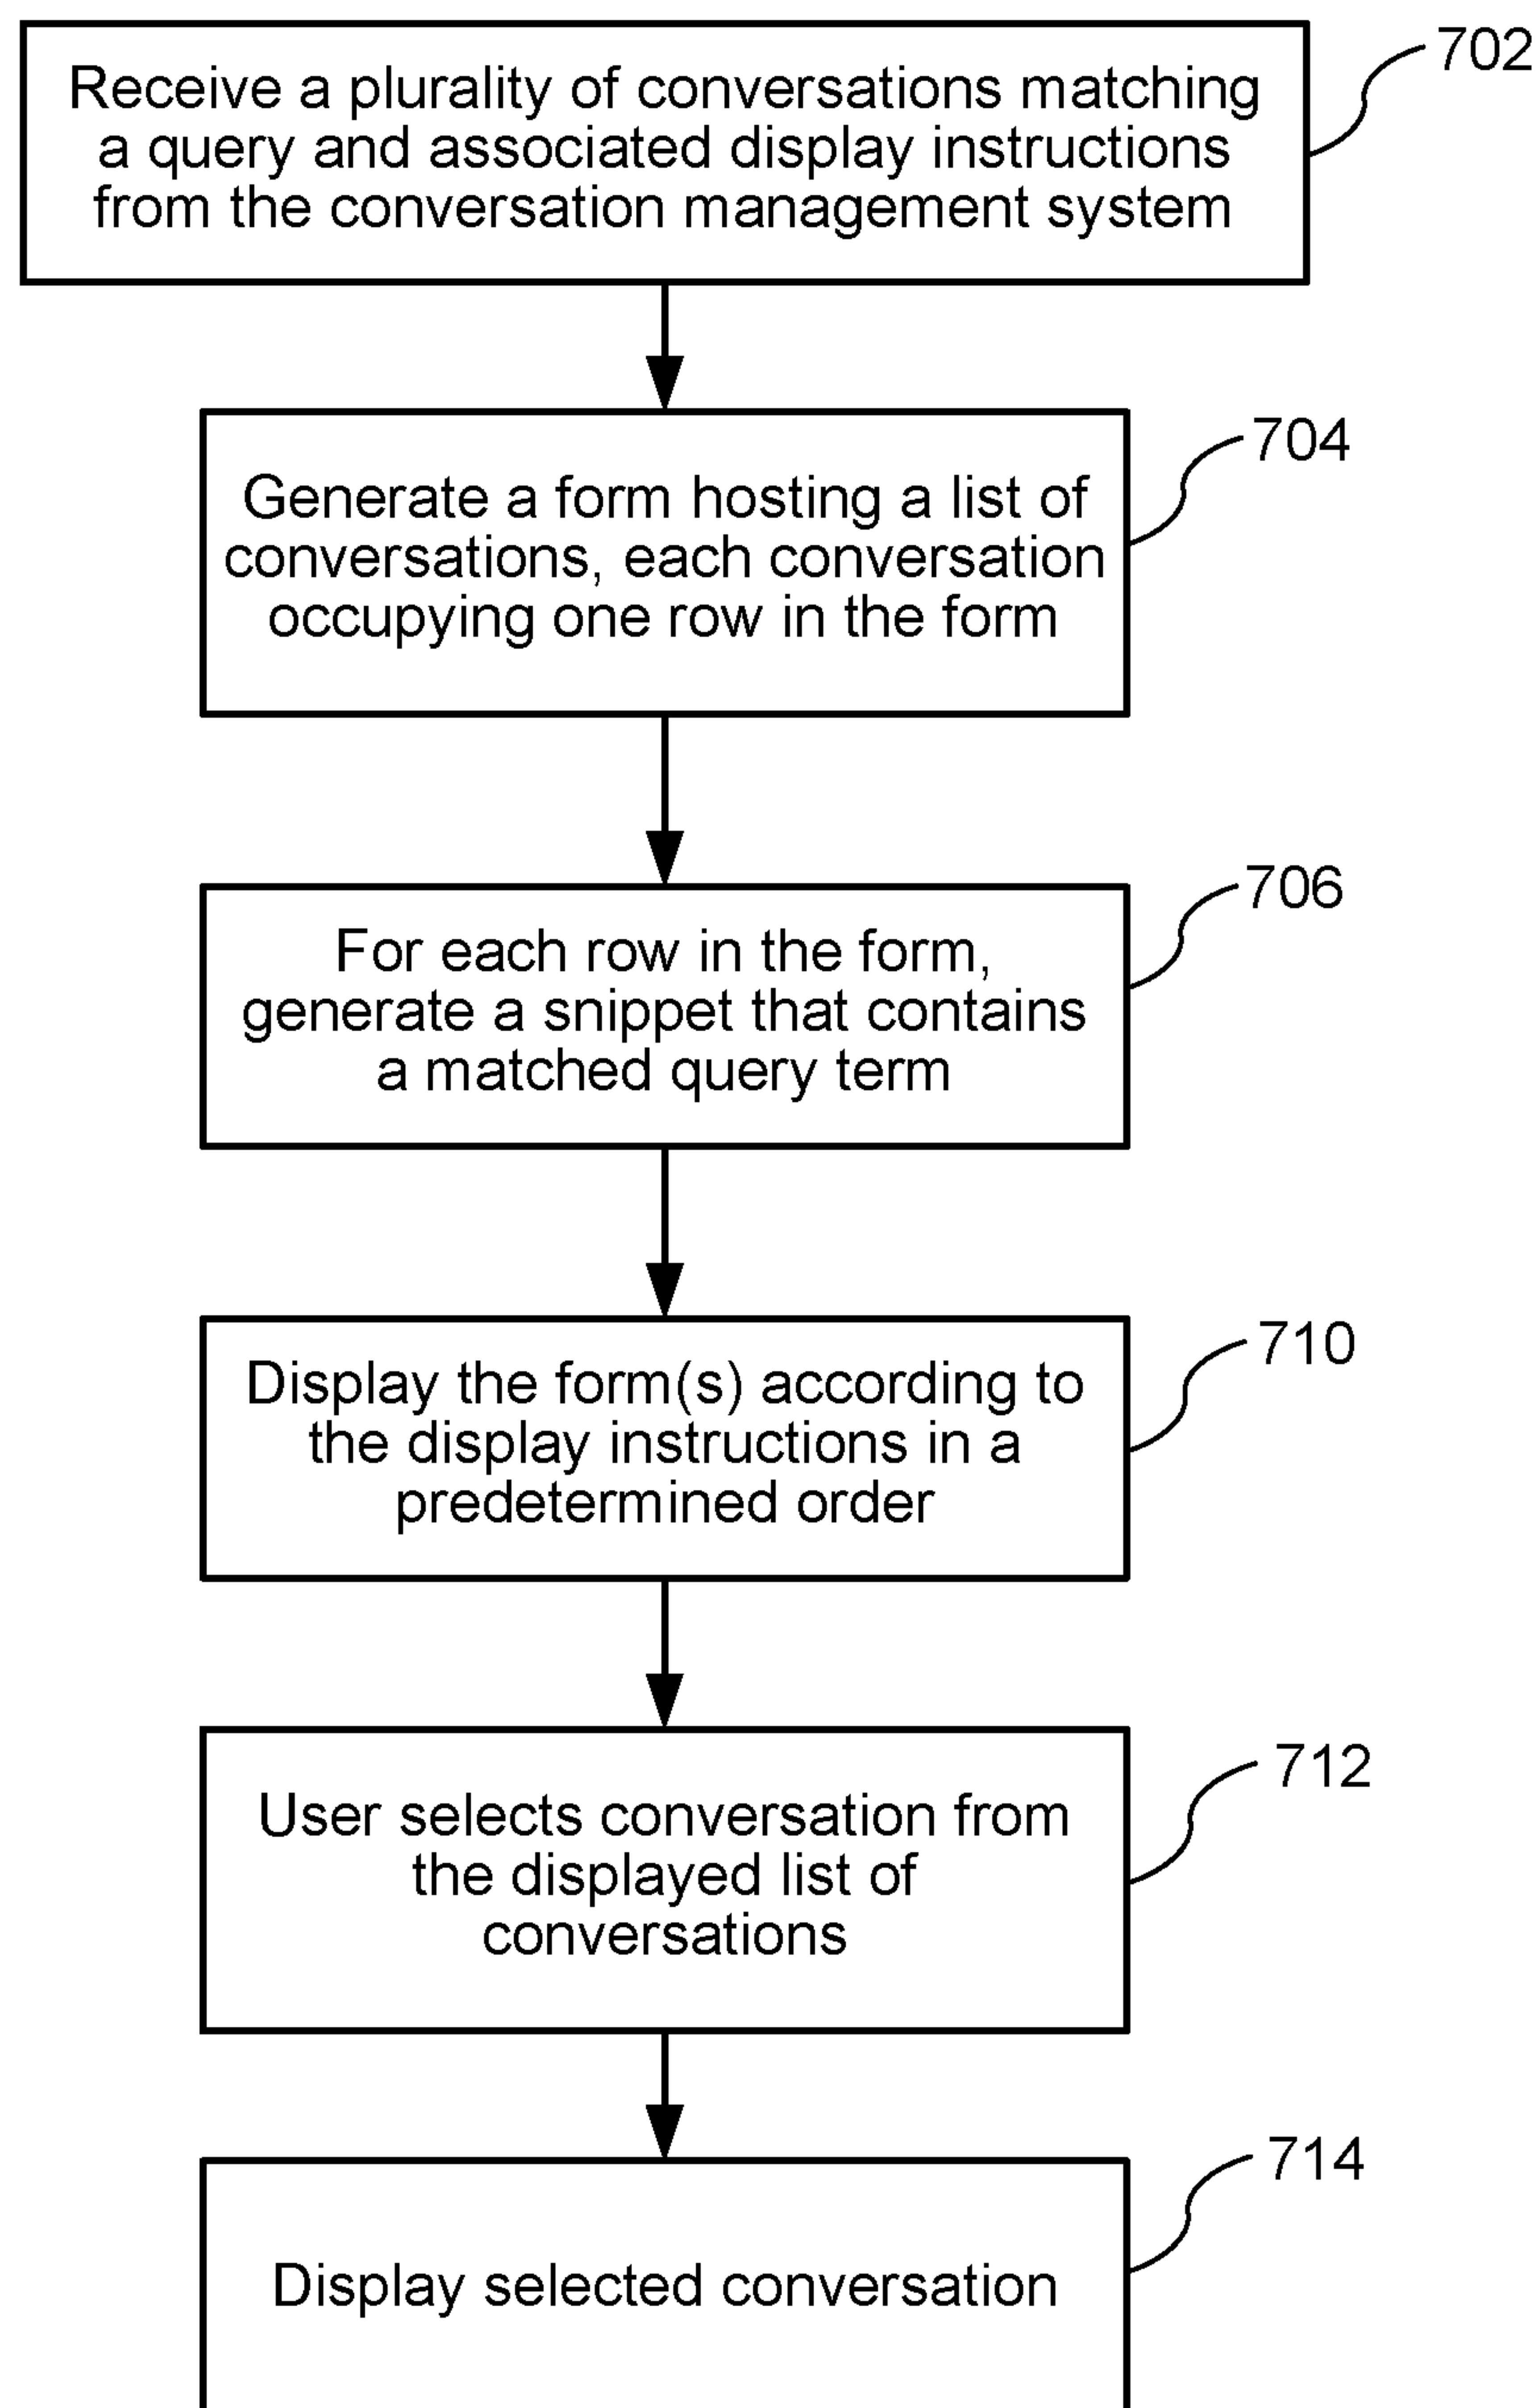 702
Receive a plurality of conversations matching
a query and associated display instructions
from the conversation management system
704
Generate a form hosting a list of
conversations, each conversation
occupying one row in the form
706
For each row in the form,
generate a snippet that contains
a matched query term
710
Display the form(s) according to
the display instructions in a
predetermined order
712
User selects conversation from
the displayed list of
conversations
714
Display selected conversation